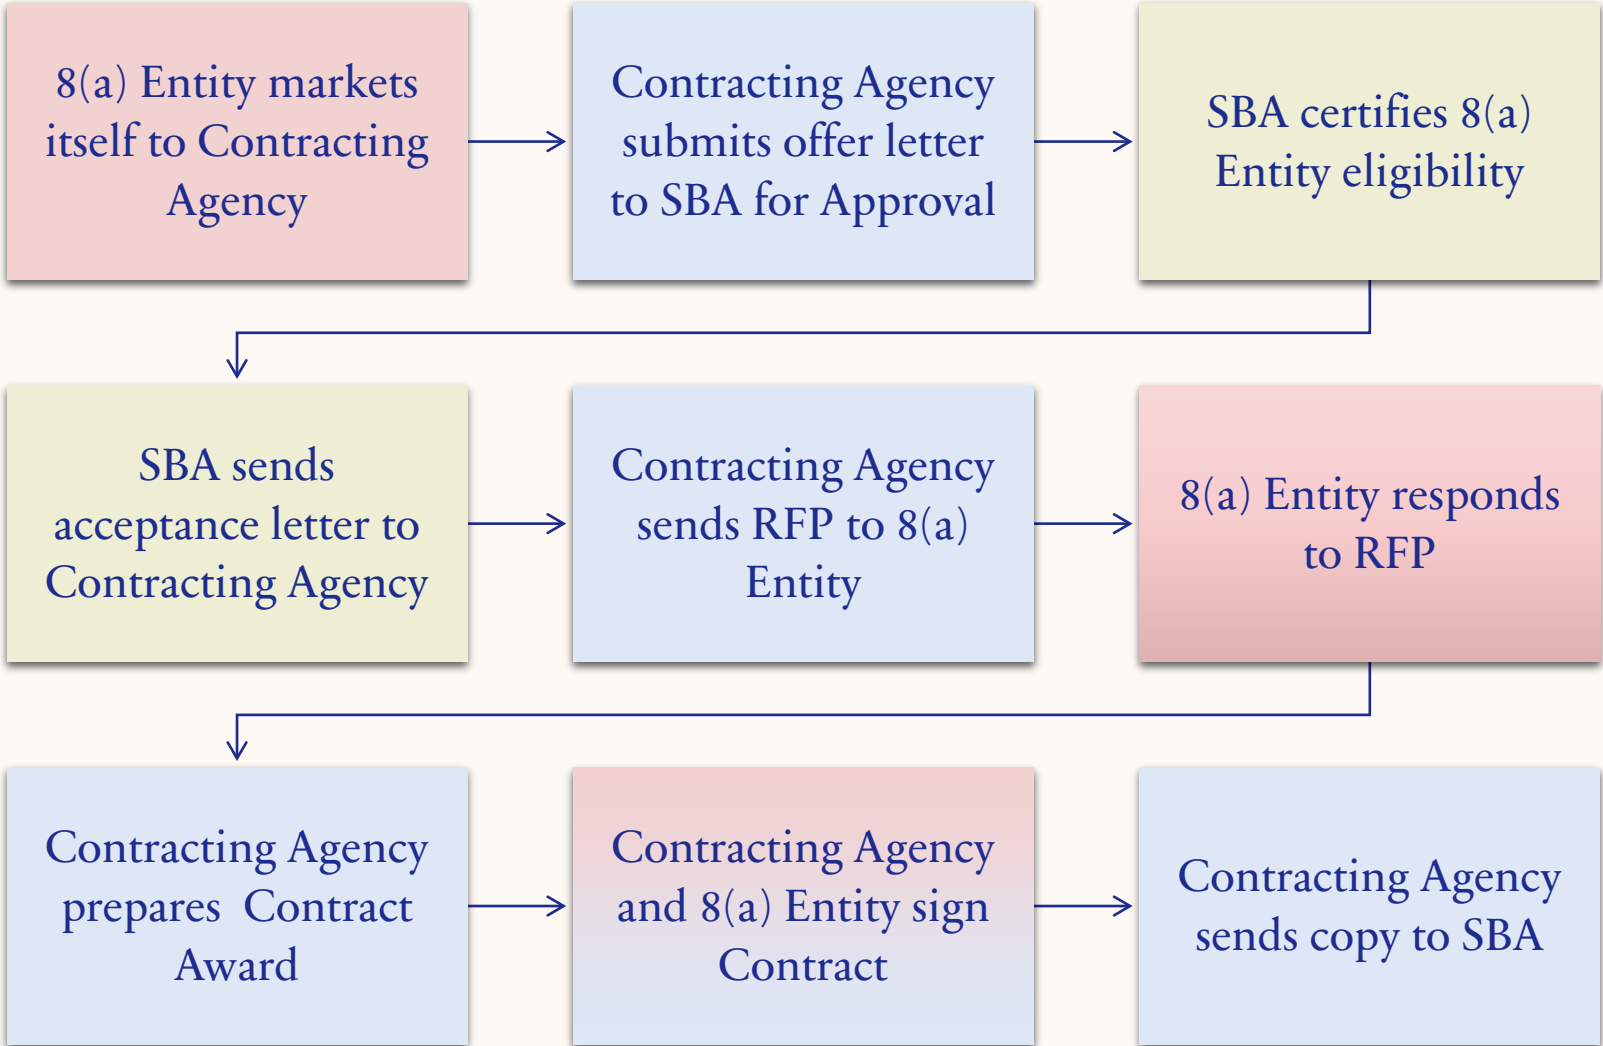 8(a) Entity markets
itself to Contracting
Agency
Contracting Agency
submits offer letter
to SBA for Approval
SBA certifies 8(a)
Entity eligibility
SBA sends
acceptance letter to
Contracting Agency
Contracting Agency
sends RFP to 8(a)
Entity
8(a) Entity responds
to RFP
Contracting Agency
prepares  Contract
Award
Contracting Agency
and 8(a) Entity sign
Contract
Contracting Agency
sends copy to SBA